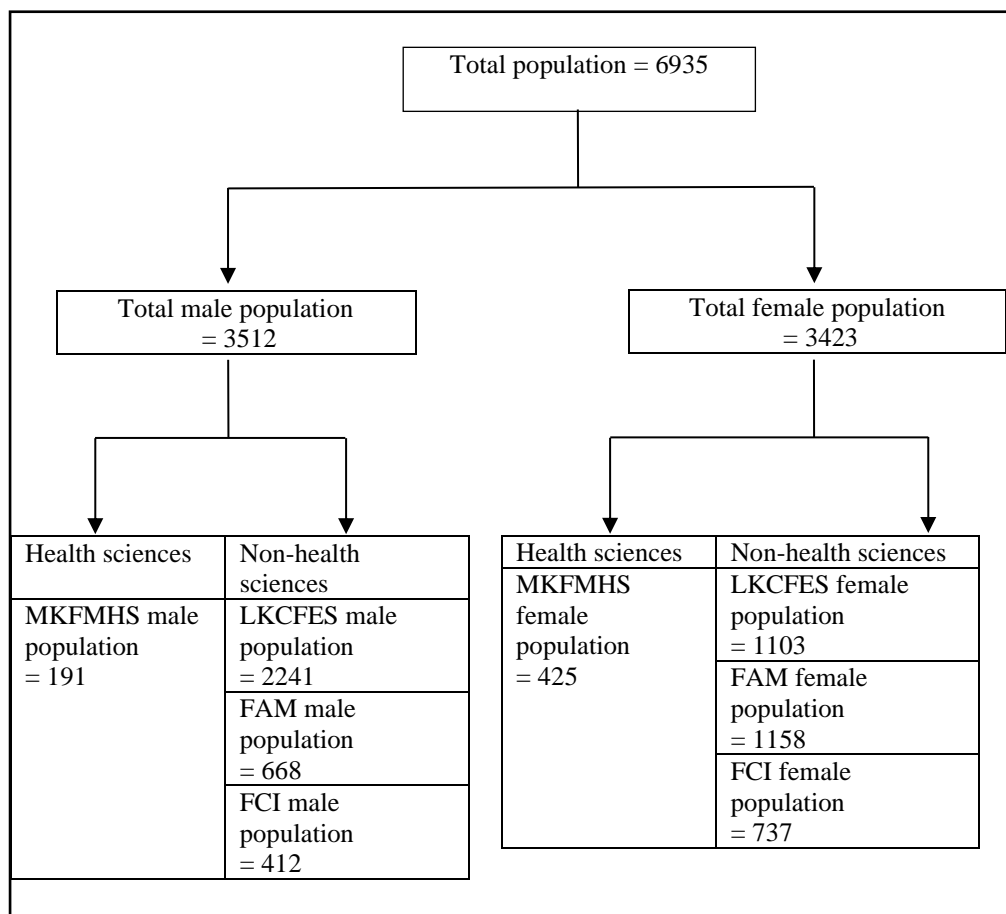 Total population = 6935
Total male population
= 3512
Total female population
= 3423
Health sciences
Non-health
sciences
MKFMHS male
population
= 191
LKCFES male
population
= 2241
FAM male
population
= 668
FCI male
population
= 412
Health sciences
Non-health sciences
MKFMHS
female
population
= 425
LKCFES female
population
= 1103
FAM female
population
= 1158
FCI female
population
= 737